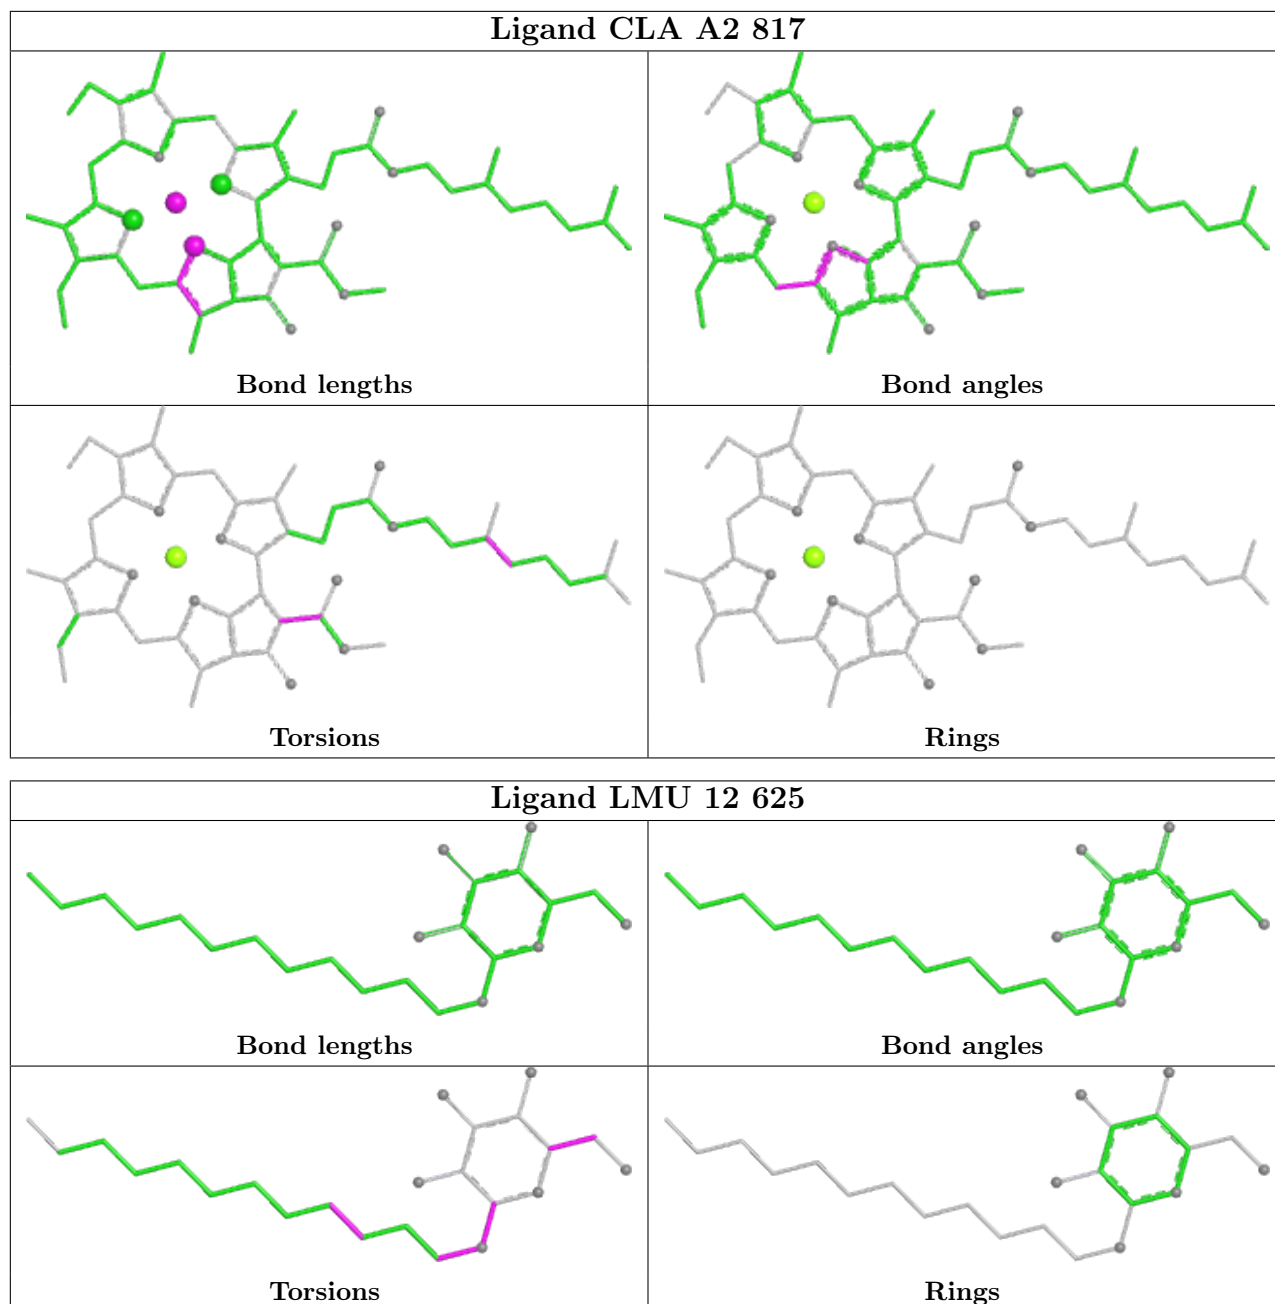 Ligand CLA A2 817
Bond lengths
Bond angles
Torsions
Rings
Ligand LMU 12 625
Bond lengths
Bond angles
Torsions
Rings